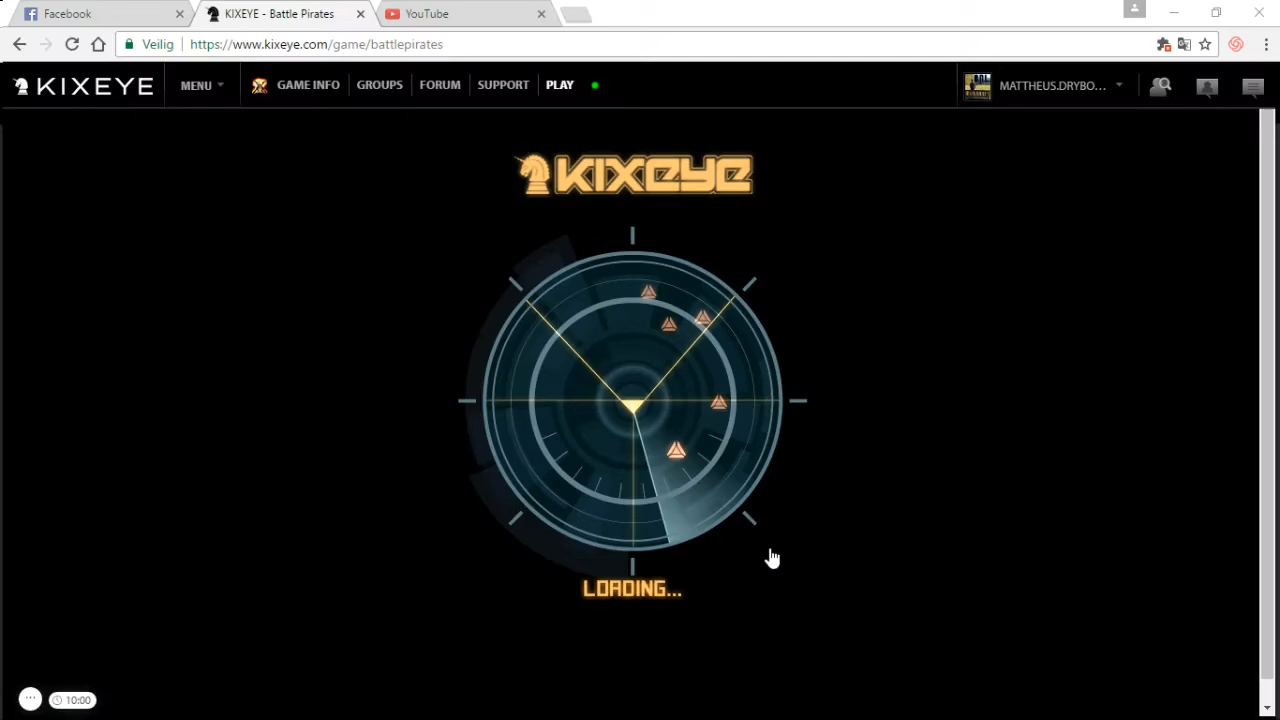 Facebook
KIXEYE - Battle Pirates
YouTube
Veilig
https://www.kixeye.com/game/battlepirates
KIXEYE
MENU
GAME INFO
GROUPS
FORUM
SUPPORT
PLAY
MATTHEUS.DRYBO...
KIXEYE
LOADING...
10:00